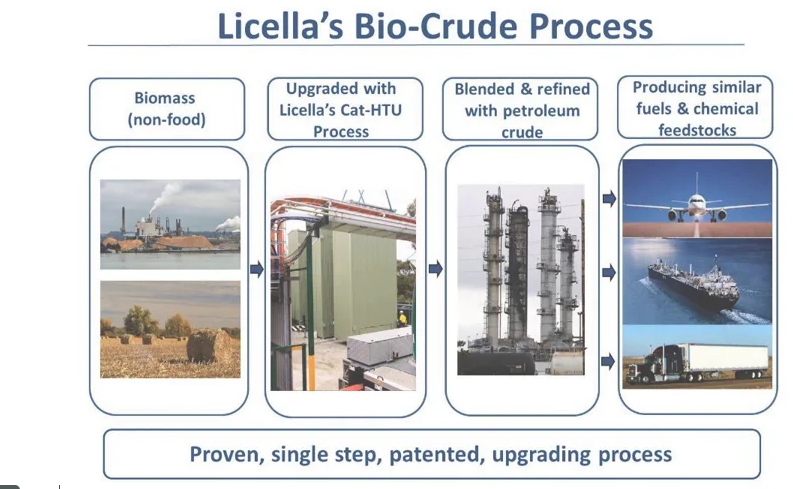 Licella's Bio-Crude Process
Biomass
(non-food)
Upgraded with
Licella's Cat-HTU
Process
Blended & refined
with petroleum
crude
Producing similar
fuels & chemical
feedstocks
Proven, single step, patented, upgrading process